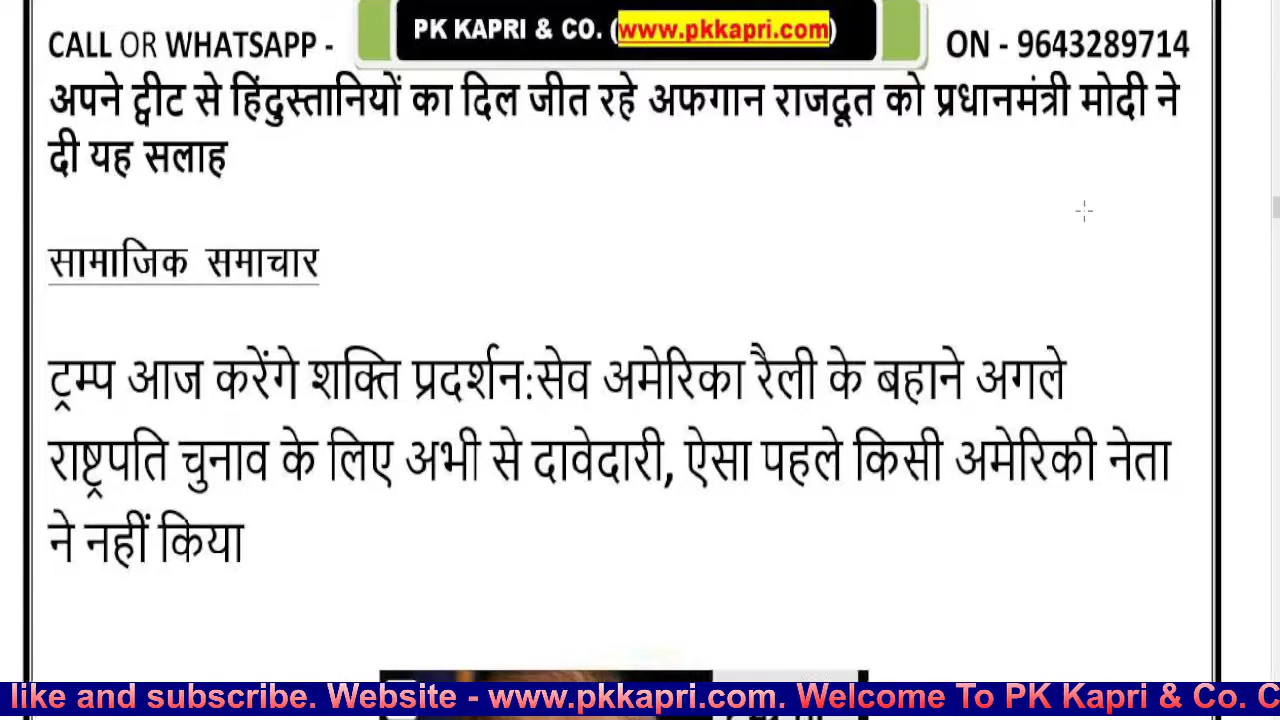 PK KAPRI & CO. (www.pkkapri.com)
CALL OR WHATSAPP - ON - 9643289714
अपने ट्वीट से हिंदुस्तानियों का दिल जीत रहे अफगान राजदूत को प्रधानमंत्री मोदी ने
दी यह सलाह
सामाजिक समाचार
ट्रम्प आज करेंगे शक्ति प्रदर्शन:सेव अमेरिका रैली के बहाने अगले
राष्ट्रपति चुनाव के लिए अभी से दावेदारी, ऐसा पहले किसी अमेरिकी नेता
ने नहीं किया
like and subscribe. Website - www.pkkapri.com. Welcome To PK Kapri & Co. C